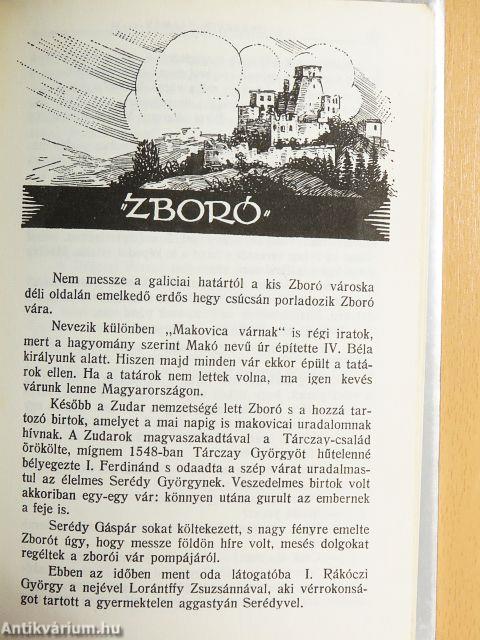 "ZBORÓ"
Nem messze a galiciai határtól a kis Zboró városka
déli oldalán emelkedő erdős hegy csúcsán porladozik Zboró
vára.
Nevezik különben „Makovica várnak" is régi iratok,
mert a hagyomány szerint Makó nevű úr építette IV. Béla
királyunk alatt. Hiszen majd minden vár ekkor épült a tatá-
rok ellen. Ha a tatárok nem lettek volna, ma igen kevés
várunk lenne Magyarországon.
Később a Zudar nemzetségé lett Zboró s a hozzá tar-
tozó birtok, amelyet a mai napig is makovicai uradalomnak
hívnak. A Zudarok magvaszakadtával a Tárczay-család
örökölte, mígnem 1548-ban Tárczay Györgyöt hűtelenné
bélyegezte I. Ferdinánd s odaadta a szép várat uradalmas-
tul az élelmes Serédy Györgynek. Veszedelmes birtok volt
akkoriban egy-egy vár: könnyen utána gurult az embernek
a feje is.
Serédy Gáspár sokat költekezett, s nagy fényre emelte
Zborót úgy, hogy messze földön híre volt, mesés dolgokat
regéltek a zborói vár pompájáról.
Ebben az időben ment oda látogatóba I. Rákóczi
György a nejével Lorántffy Zsuzsánnával, aki vérrokonsá-
got tartott a gyermektelen aggastyán Serédyvel.
Antikvárium.hu